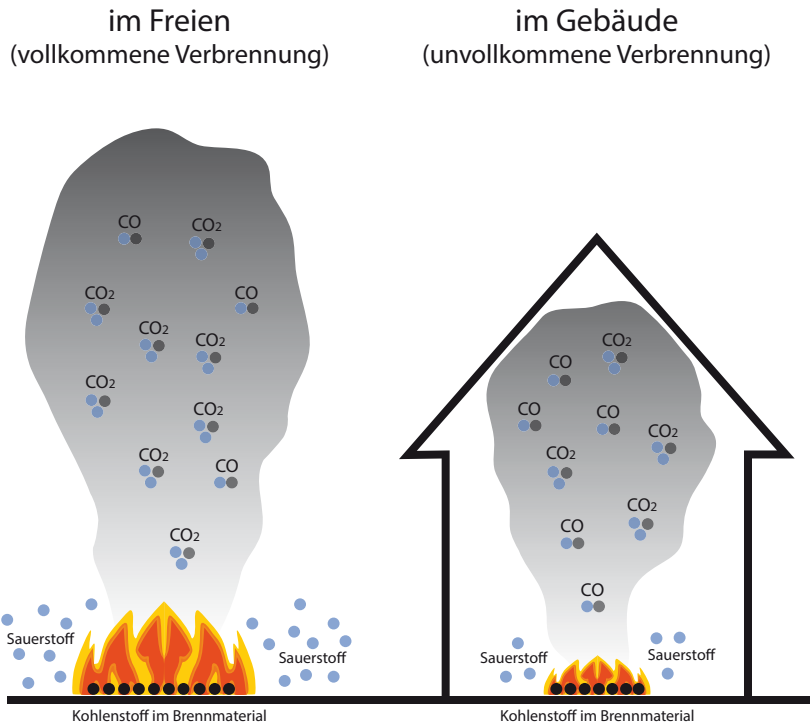 im Freien
(vollkommene Verbrennung)
CO
CO2
CO2
CO
CO2
CO2
CO2
CO2
CO2
CO
CO2
Sauerstoff
Sauerstoff
Kohlenstoff im Brennmaterial
im Gebäude
(unvollkommene Verbrennung)
CO2
CO
CO
CO
CO2
CO2
CO2
CO
CO
Sauerstoff
Sauerstoff
Kohlenstoff im Brennmaterial